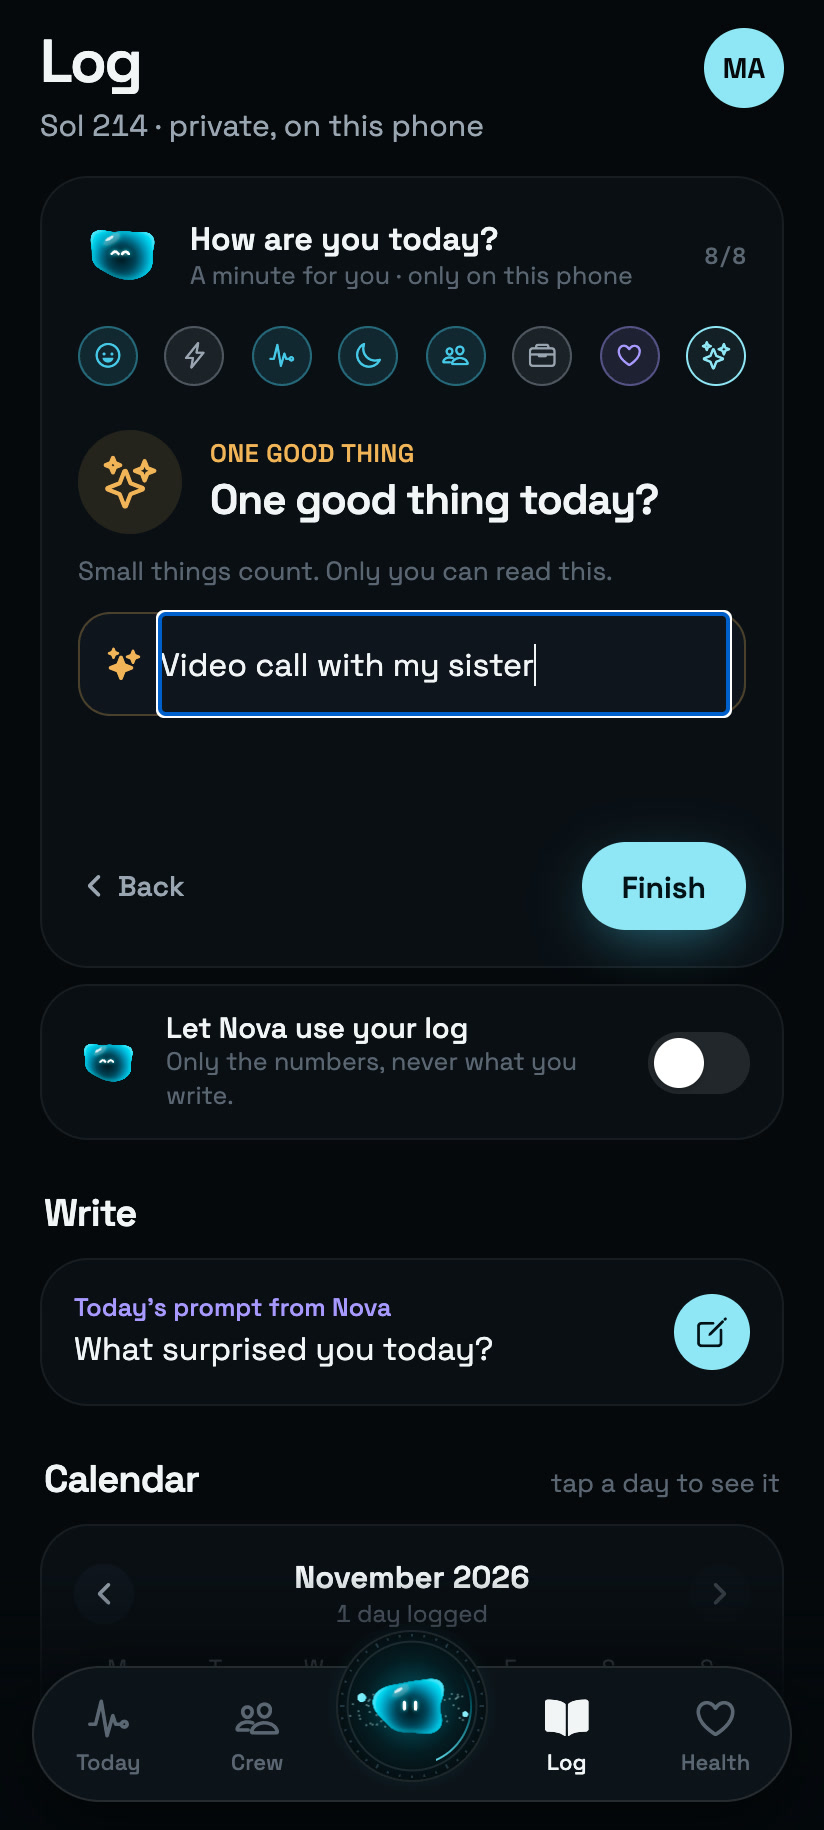 Log
MA
Sol 214 · private, on this phone
How are you today?
A minute for you · only on this phone
8/8
ONE GOOD THING
One good thing today?
Small things count. Only you can read this.
Video call with my sister
Back
Finish
Let Nova use your log
Only the numbers, never what you
write.
Write
Today's prompt from Nova
What surprised you today?
Calendar
tap a day to see it
November 2026
1 day logged
Today
Crew
Log
Health